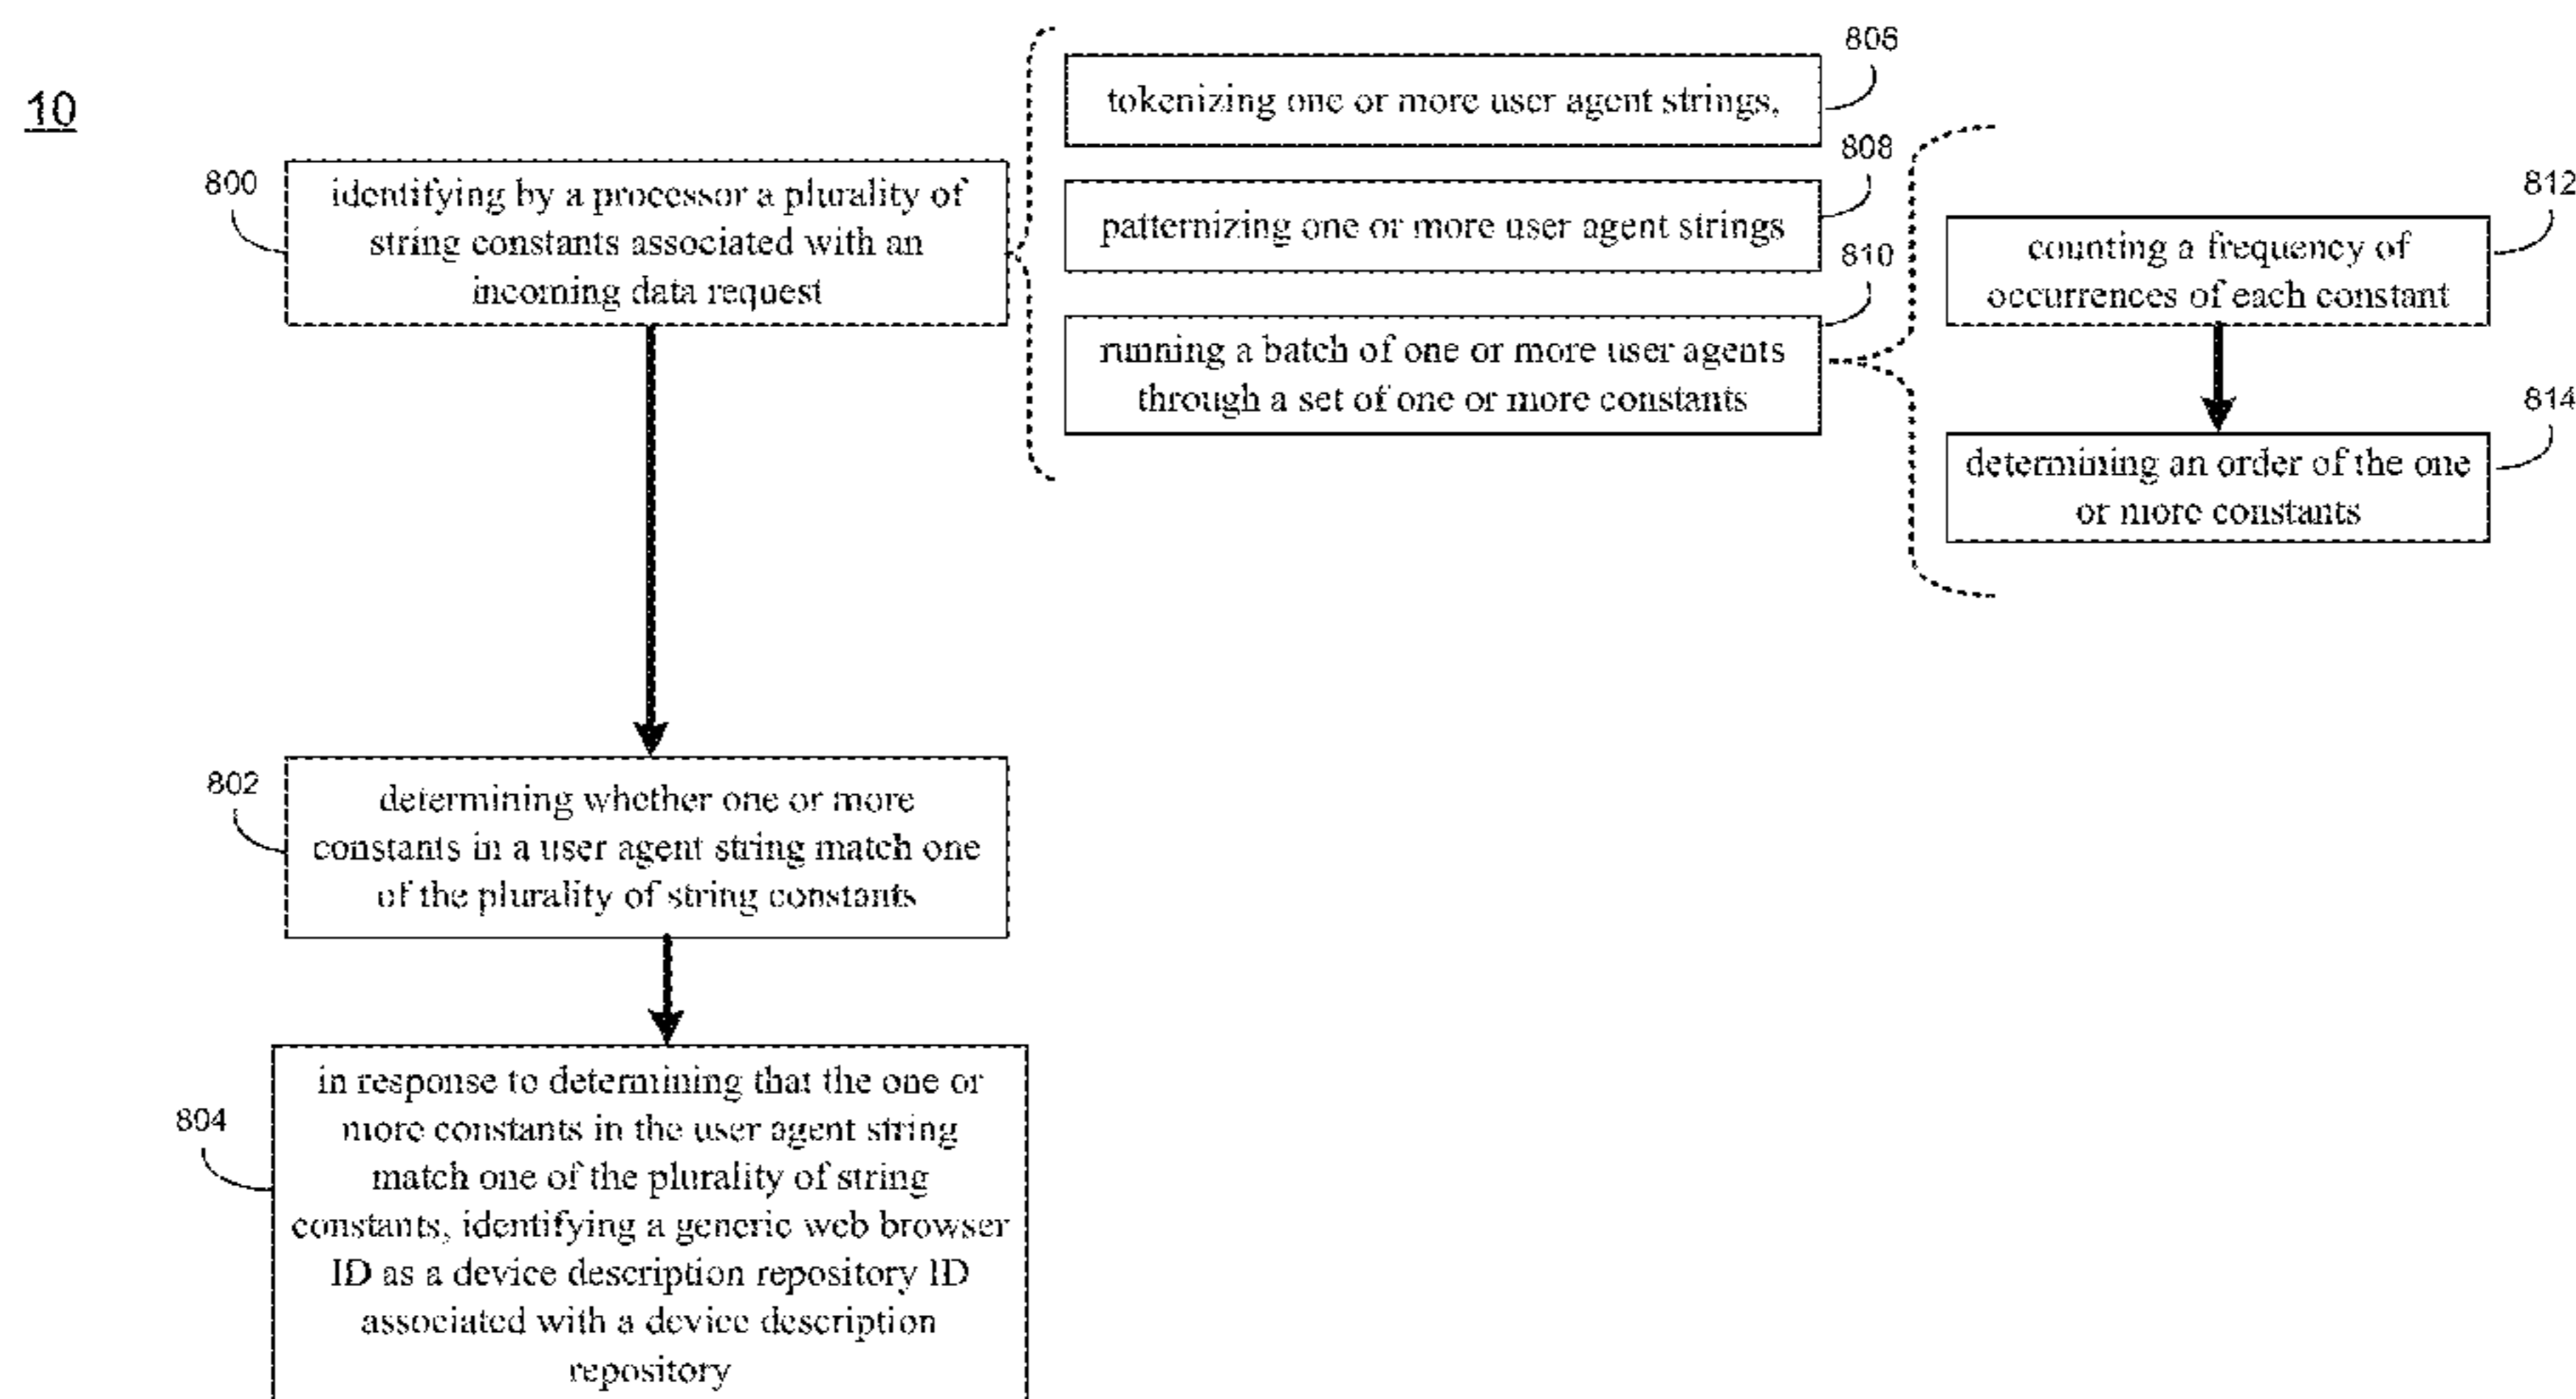 10
800
identifying by a processor a plurality of
string constants associated with an
incoming data request
806
tokenizing one or more user agent strings,
808
patternizing one or more user agent strings
810
running a batch of one or more user agents
through a set of one or more constants
812
counting a frequency of
occurrences of each constant
814
determining an order of the one
or more constants
802
determining whether one or more
constants in a user agent string match one
of the plurality of string constants
804
in response to determining that the one or
more constants in the user agent string
match one of the plurality of string
constants, identifying a generic web browser
ID as a device description repository ID
associated with a device description
repository